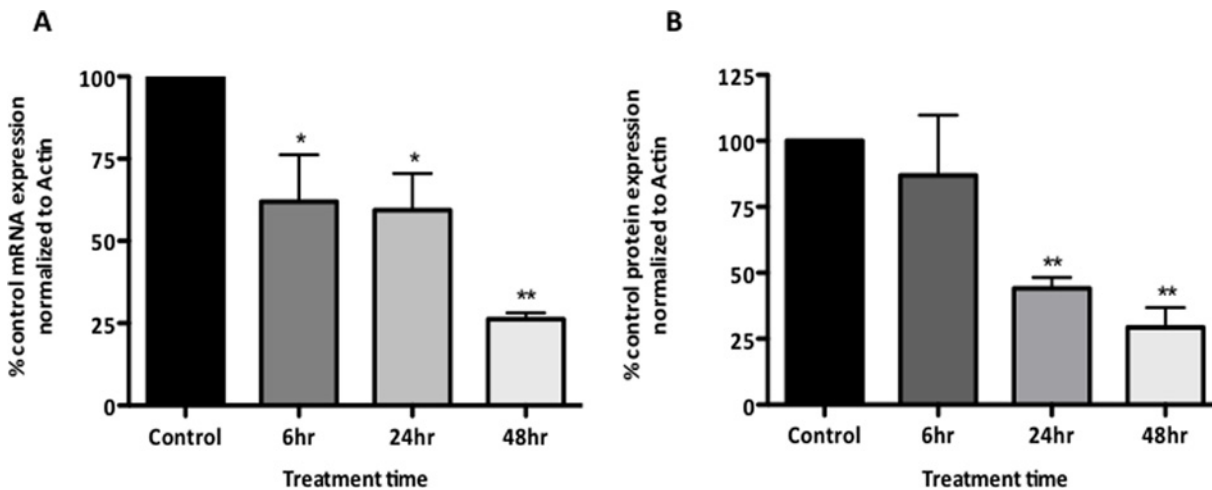 A
% control mRNA expression
normalized to Actin
100
75
50
25
0
*
*
**
Control
6hr
24hr
48hr
Treatment time
B
% control protein expression
normalized to Actin
125
100
75
50
25
0
**
**
Control
6hr
24hr
48hr
Treatment time